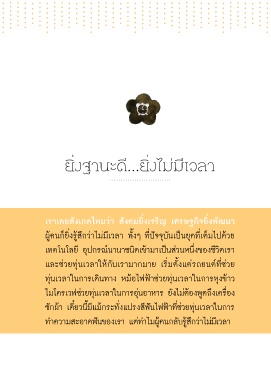 ยิ่งฐานะดี...ยิ่งไม่มีเวลา
เราเคยสังเกตไหมว่า สังคมยิ่งเจริญ เศรษฐกิจยิ่งพัฒนา
ผู้คนก็ยิ่งรู้สึกว่าไม่มีเวลา ทั้งๆ ที่ปัจจุบันเป็นยุคที่เต็มไปด้วย
เทคโนโลยี อุปกรณ์นานาชนิดเข้ามาเป็นส่วนหนึ่งของชีวิตเรา
และช่วยทุ่นเวลาให้กับเรามากมาย เริ่มตั้งแต่รถยนต์ที่ช่วย
ทุ่นเวลาในการเดินทาง หม้อไฟฟ้าช่วยทุ่นเวลาในการหุงข้าว
ไมโครเวฟช่วยทุ่นเวลาในการอุ่นอาหาร ยังไม่ต้องพูดถึงเครื่อง
ซักผ้า เดี๋ยวนี้มีแม้กระทั่งแปรงสีฟันไฟฟ้าที่ช่วยทุ่นเวลาในการ
ทำความสะอาดฟันของเรา แต่ทำไมผู้คนกลับรู้สึกว่าไม่มีเวลา